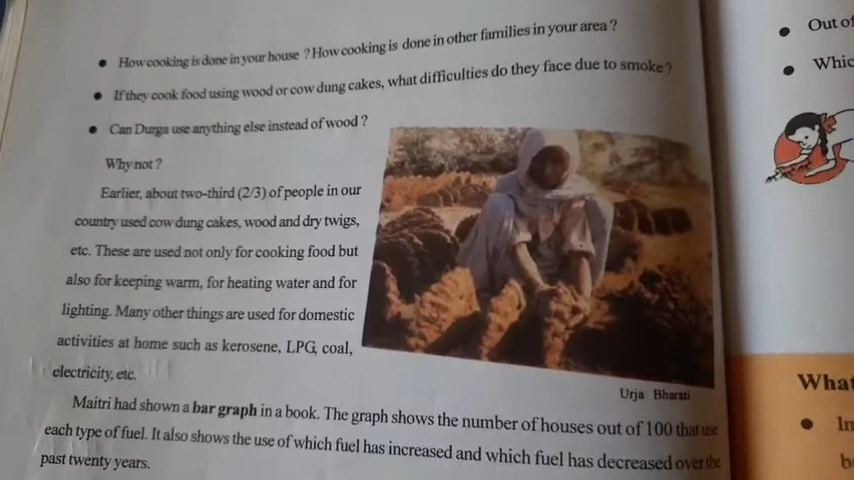 • How cooking is done in your house ? How cooking is done in other families in your area ?
• If they cook food using wood or cow dung cakes, what difficulties do they face due to smoke ?
• Can Durga use anything else instead of wood ?
Why not ?
Earlier, about two-third (2/3) of people in our
country used cow dung cakes, wood and dry twigs,
etc. These are used not only for cooking food but
also for keeping warm, for heating water and for
lighting. Many other things are used for domestic
activities at home such as kerosene, LPG, coal,
electricity, etc.
Urja Bharati
Maitri had shown a bar graph in a book. The graph shows the number of houses out of 100 that use
each type of fuel. It also shows the use of which fuel has increased and which fuel has decreased over the
past twenty years.
• Out of
• Whic
What
• In